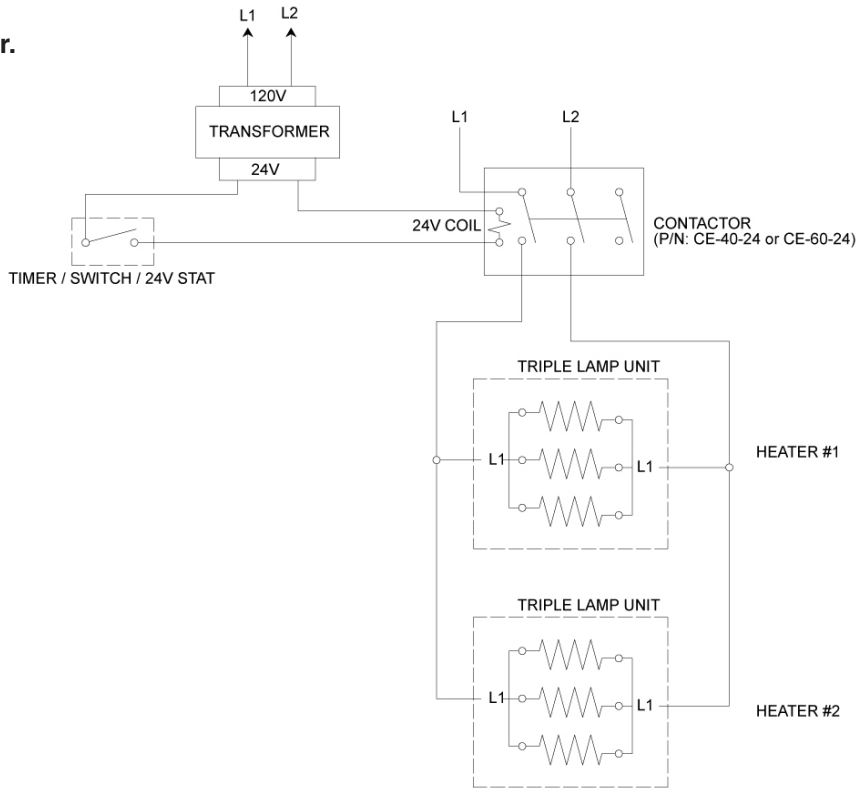 r.
L1 L2
120V
TRANSFORMER
24V
L1 L2
24V COIL
CONTACTOR
(P/N: CE-40-24 or CE-60-24)
TIMER / SWITCH / 24V STAT
TRIPLE LAMP UNIT
L1 L1
HEATER #1
TRIPLE LAMP UNIT
L1 L1
HEATER #2